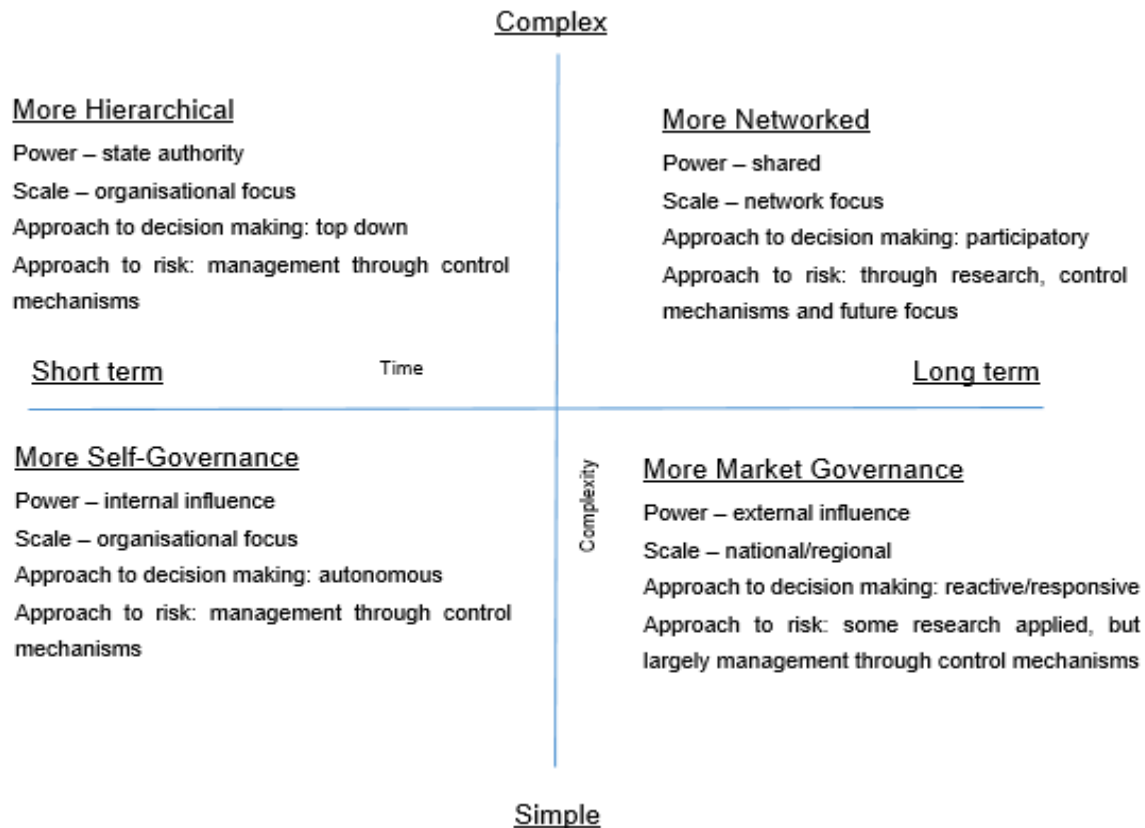 Complex
More Hierarchical
Power – state authority
Scale – organisational focus
Approach to decision making: top down
Approach to risk: management through control
mechanisms
More Networked
Power – shared
Scale – network focus
Approach to decision making: participatory
Approach to risk: through research, control
mechanisms and future focus
Short term
Time
Long term
More Self-Governance
Power – internal influence
Scale – organisational focus
Approach to decision making: autonomous
Approach to risk: management through control
mechanisms
Complexity
More Market Governance
Power – external influence
Scale – national/regional
Approach to decision making: reactive/responsive
Approach to risk: some research applied, but
largely management through control mechanisms
Simple